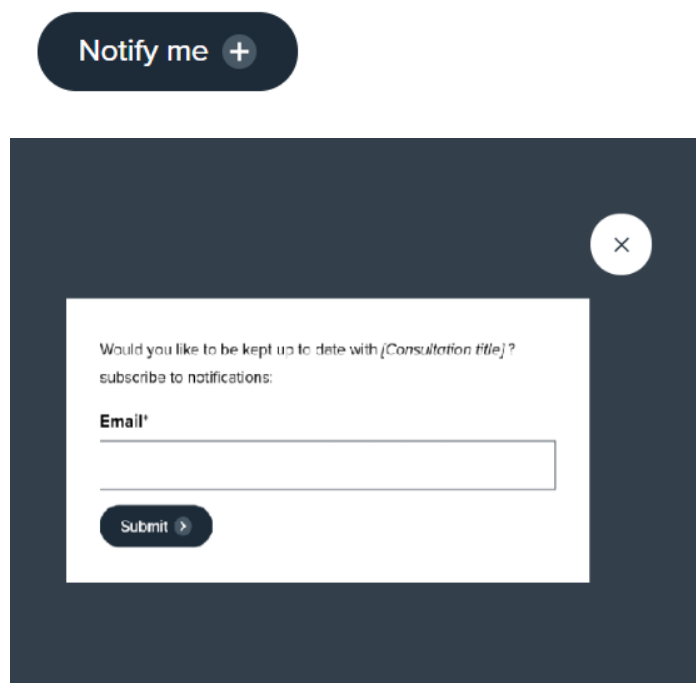 Notify me
Would you like to be kept up to date with [Consultation title] ?
subscribe to notifications:
Email*
Submit